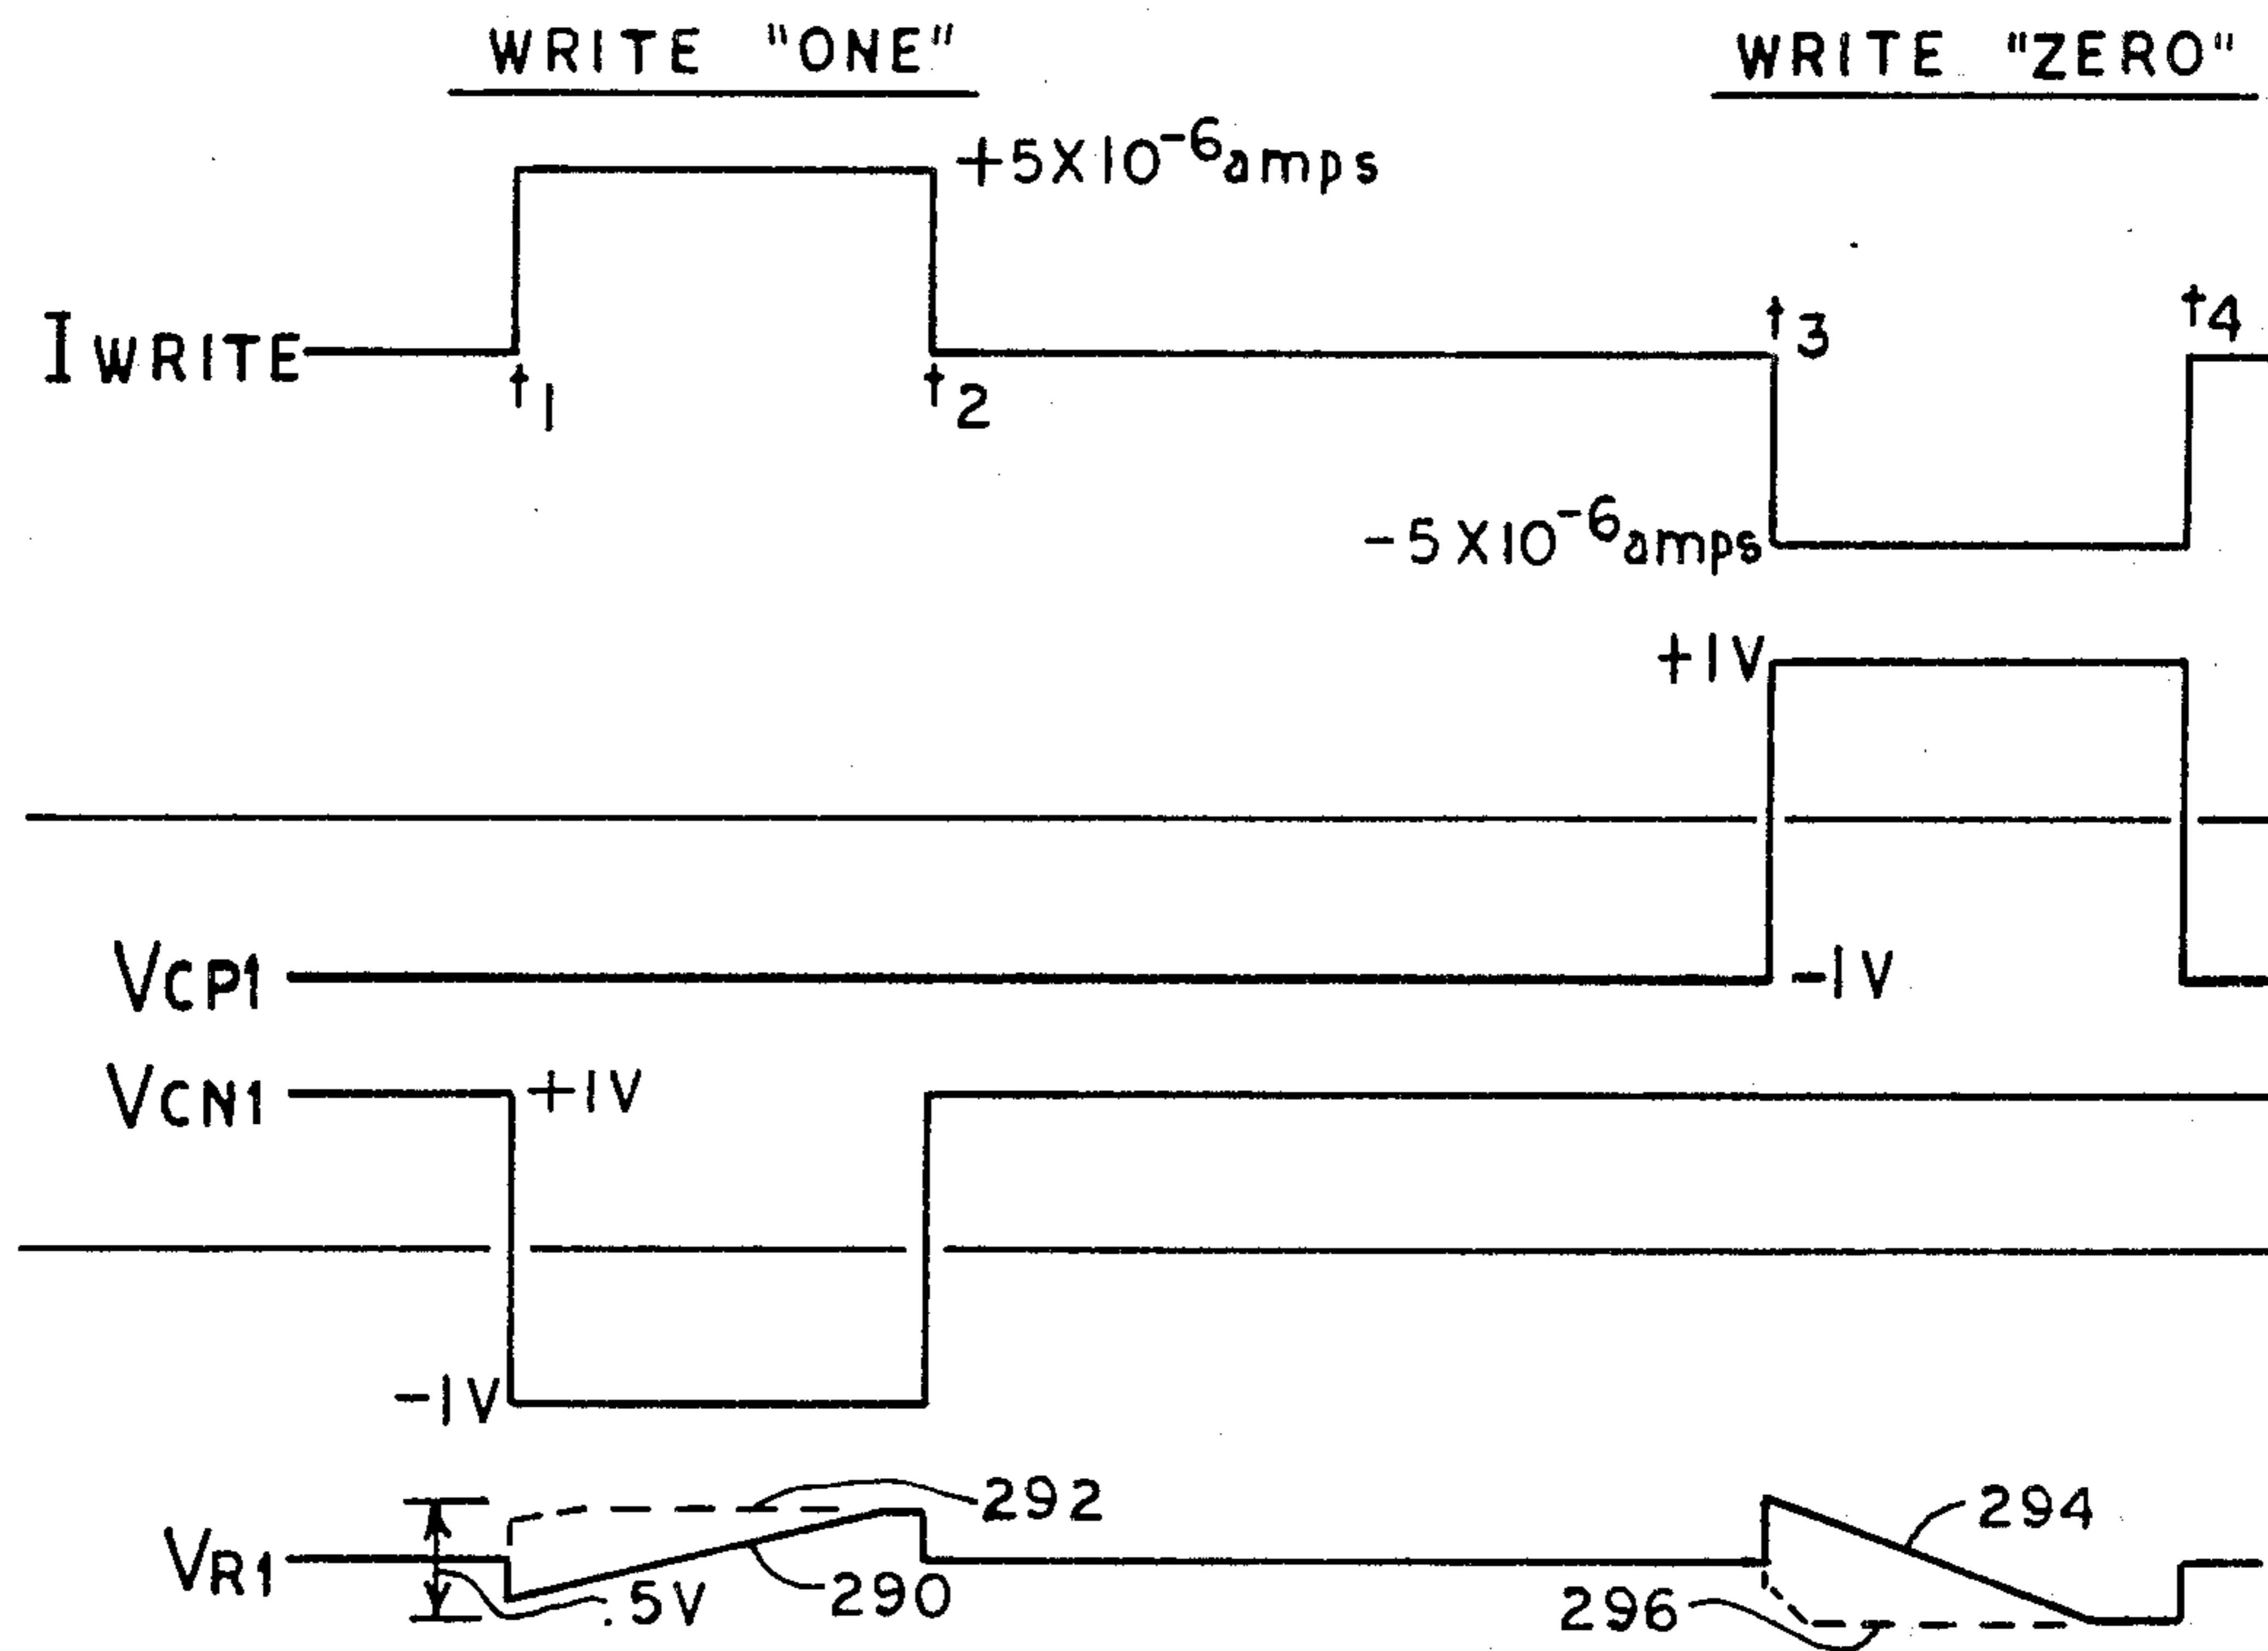 WRITE "ONE"
WRITE "ZERO"
+5X10-6amps
I WRITE
t1
t2
t3
t4
-5X10-6amps
+1V
VCP1
-1V
VCN1
+1V
-1V
292
294
VR1
.5V
290
296